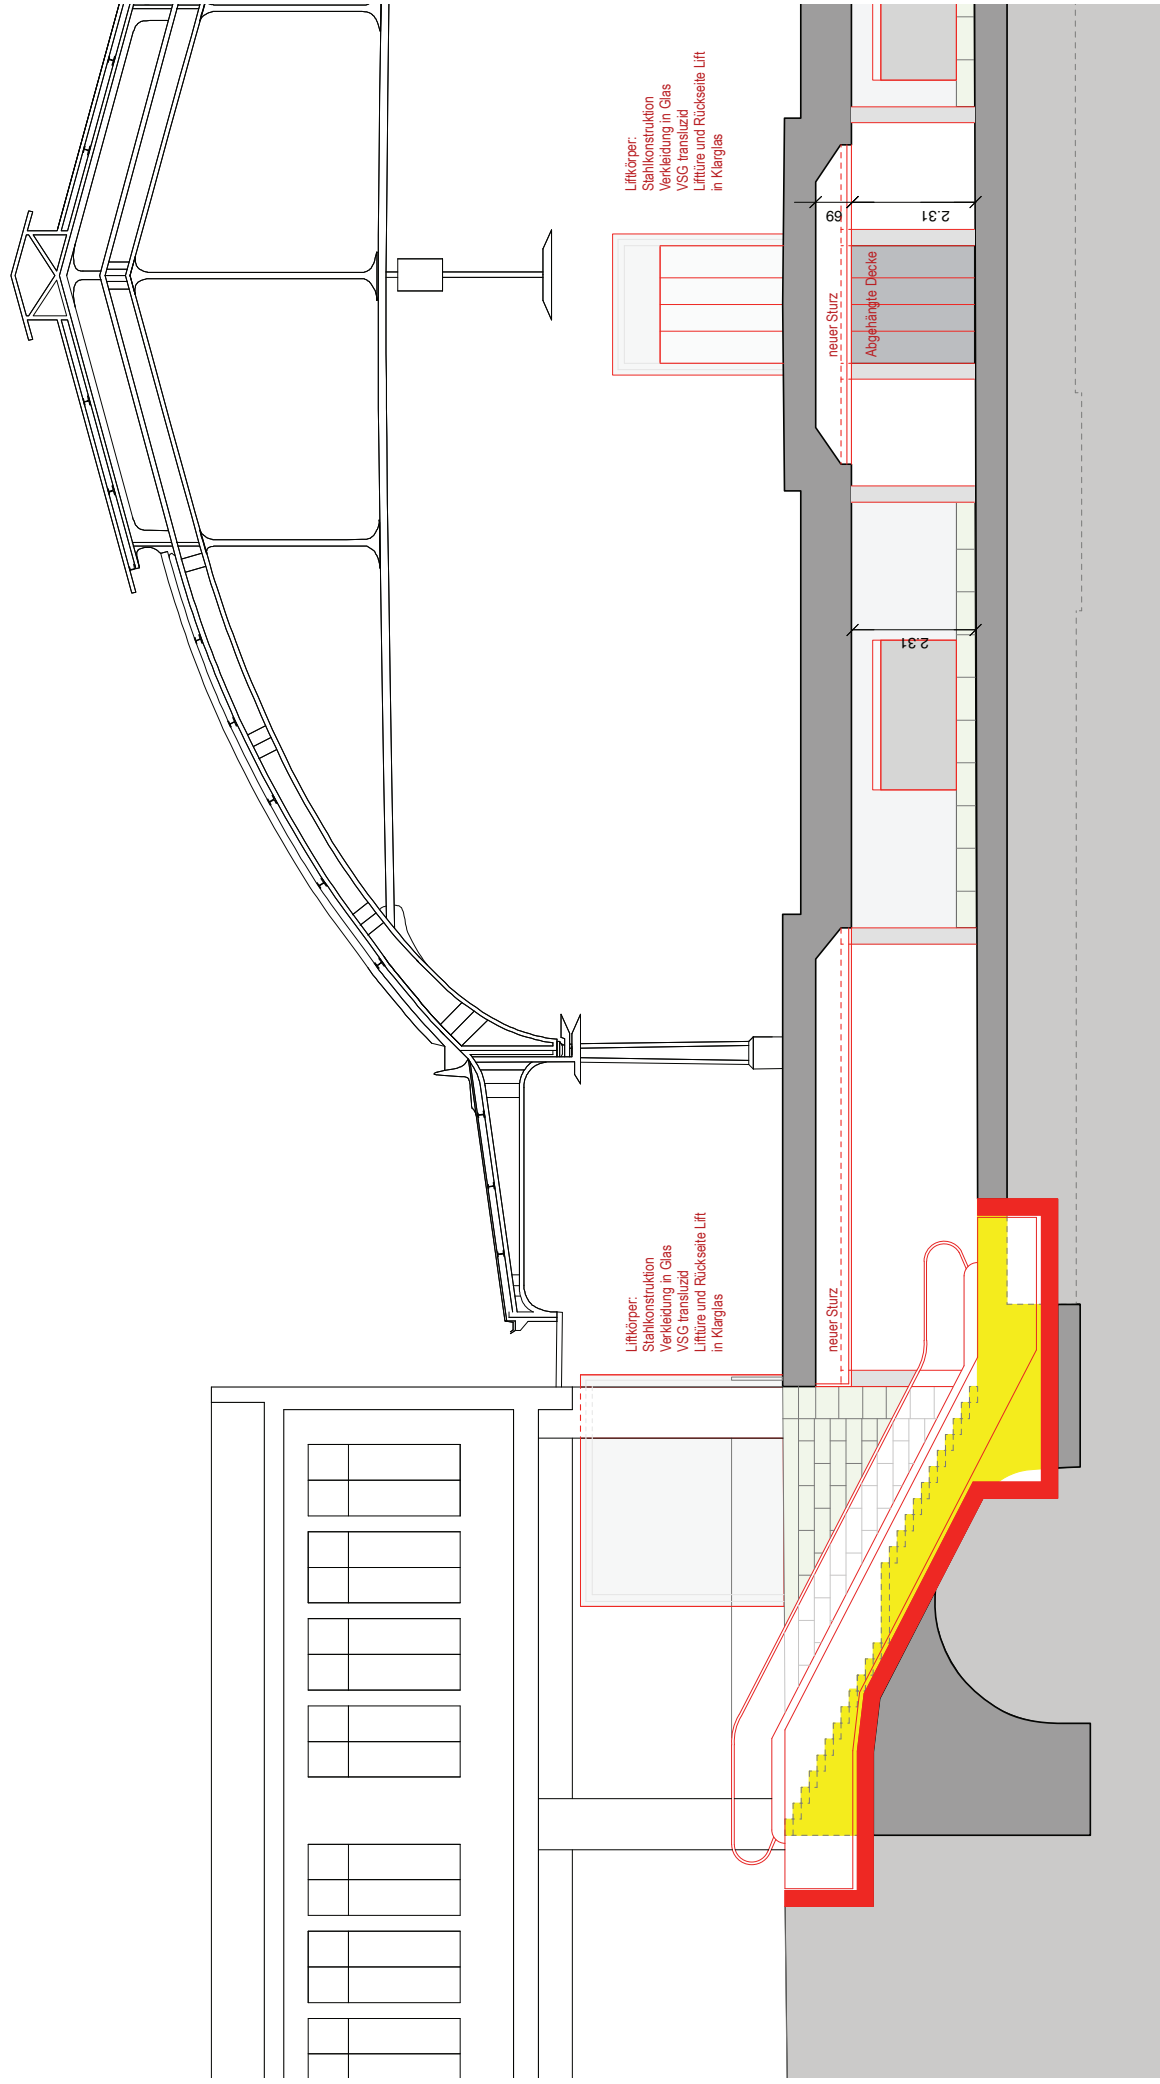 Liftkörper:
Stahlkonstruktion
Verkleidung in Glas
VSG transluzid
Lifttüre und Rückseite Lift
in Klarglas
69
2.31
neuer Sturz
Abgehängte Decke
2.31
Liftkörper:
Stahlkonstruktion
Verkleidung in Glas
VSG transluzid
Lifttüre und Rückseite Lift
in Klarglas
neuer Sturz